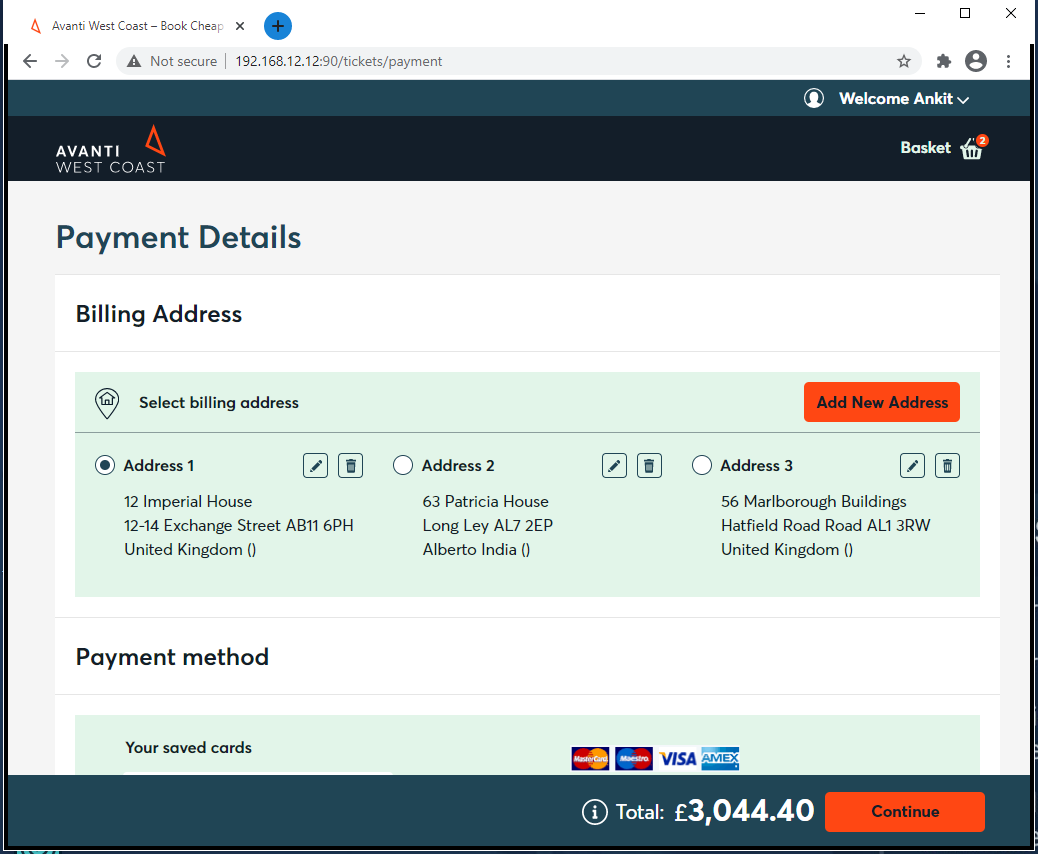 Avanti West Coast – Book Cheap
Not secure | 192.168.12.12:90/tickets/payment
Welcome Ankit
AVANTI
WEST COAST
Basket 2
Payment Details
Billing Address
Select billing address
Add New Address
Address 1
12 Imperial House
12-14 Exchange Street AB11 6PH
United Kingdom ()
Address 2
63 Patricia House
Long Ley AL7 2EP
Alberto India ()
Address 3
56 Marlborough Buildings
Hatfield Road Road AL1 3RW
United Kingdom ()
Payment method
Your saved cards
MasterCard Maestro VISA AMEX
Total: £3,044.40
Continue